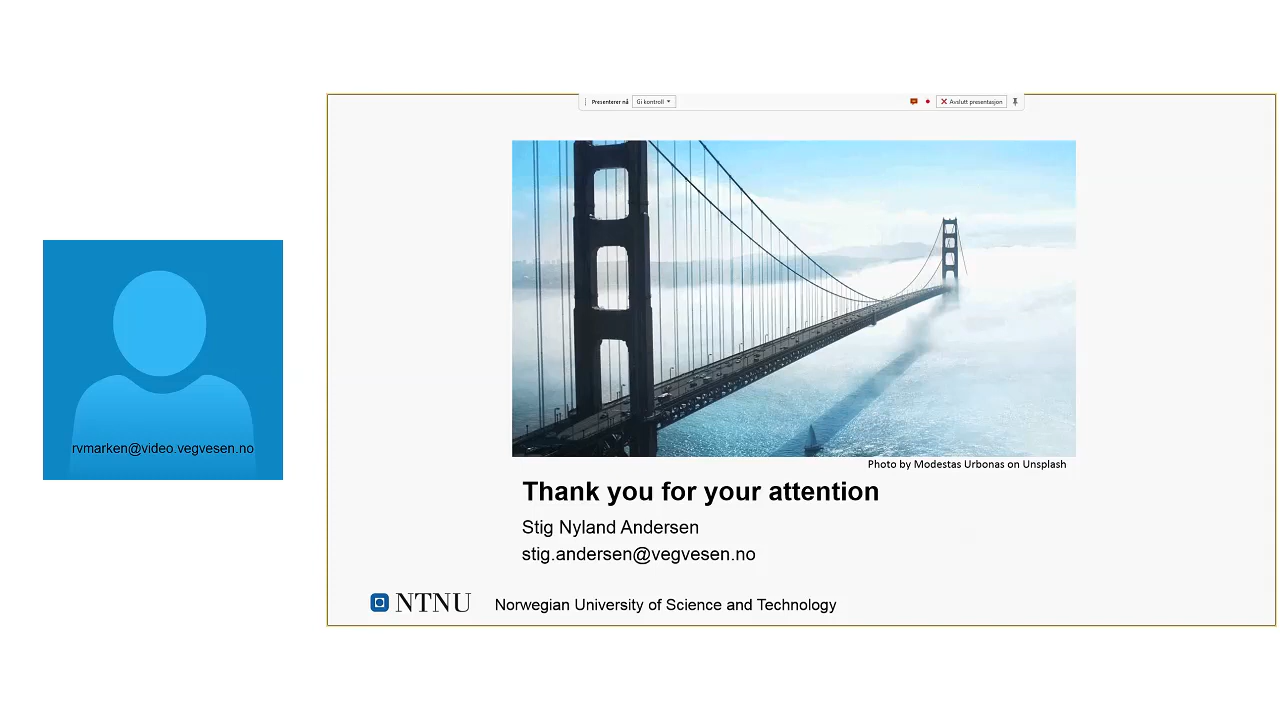 Presenterer nå
Gi kontroll
Avslutt presentasjon
rvmarken@video.vegvesen.no
Photo by Modestas Urbonas on Unsplash
Thank you for your attention
Stig Nyland Andersen
stig.andersen@vegvesen.no
NTNU
Norwegian University of Science and Technology